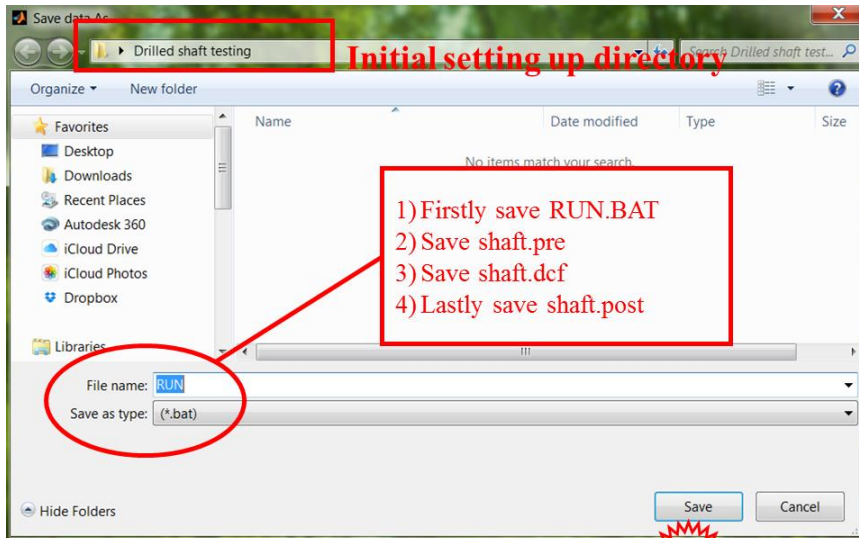 Save data As
Drilled shaft testing
Search Drilled shaft test...
Initial setting up directory
Organize
New folder
Favorites
Desktop
Downloads
Recent Places
Autodesk 360
iCloud Drive
iCloud Photos
Dropbox
Libraries
Name
Date modified
Type
Size
No items match your search.
1) Firstly save RUN.BAT
2) Save shaft.pre
3) Save shaft.dcf
4) Lastly save shaft.post
File name: RUN
Save as type: (*.bat)
Hide Folders
Save
Cancel